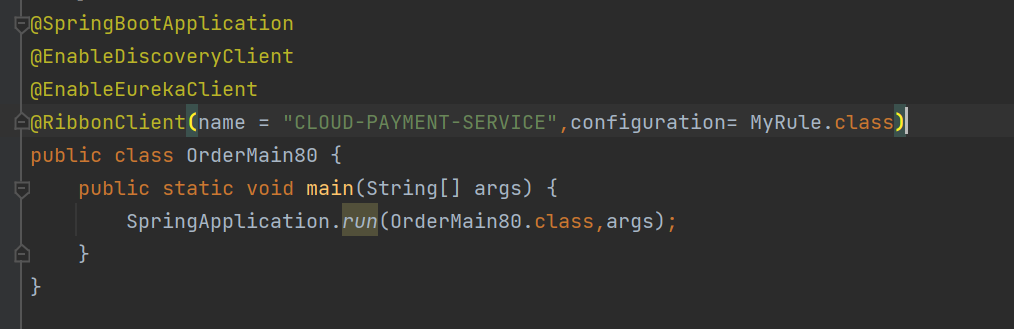 @SpringBootApplication
@EnableDiscoveryClient
@EnableEurekaClient
@RibbonClient(name = "CLOUD-PAYMENT-SERVICE",configuration= MyRule.class)
public class OrderMain80 {
    public static void main(String[] args) {
        SpringApplication.run(OrderMain80.class,args);
    }
}